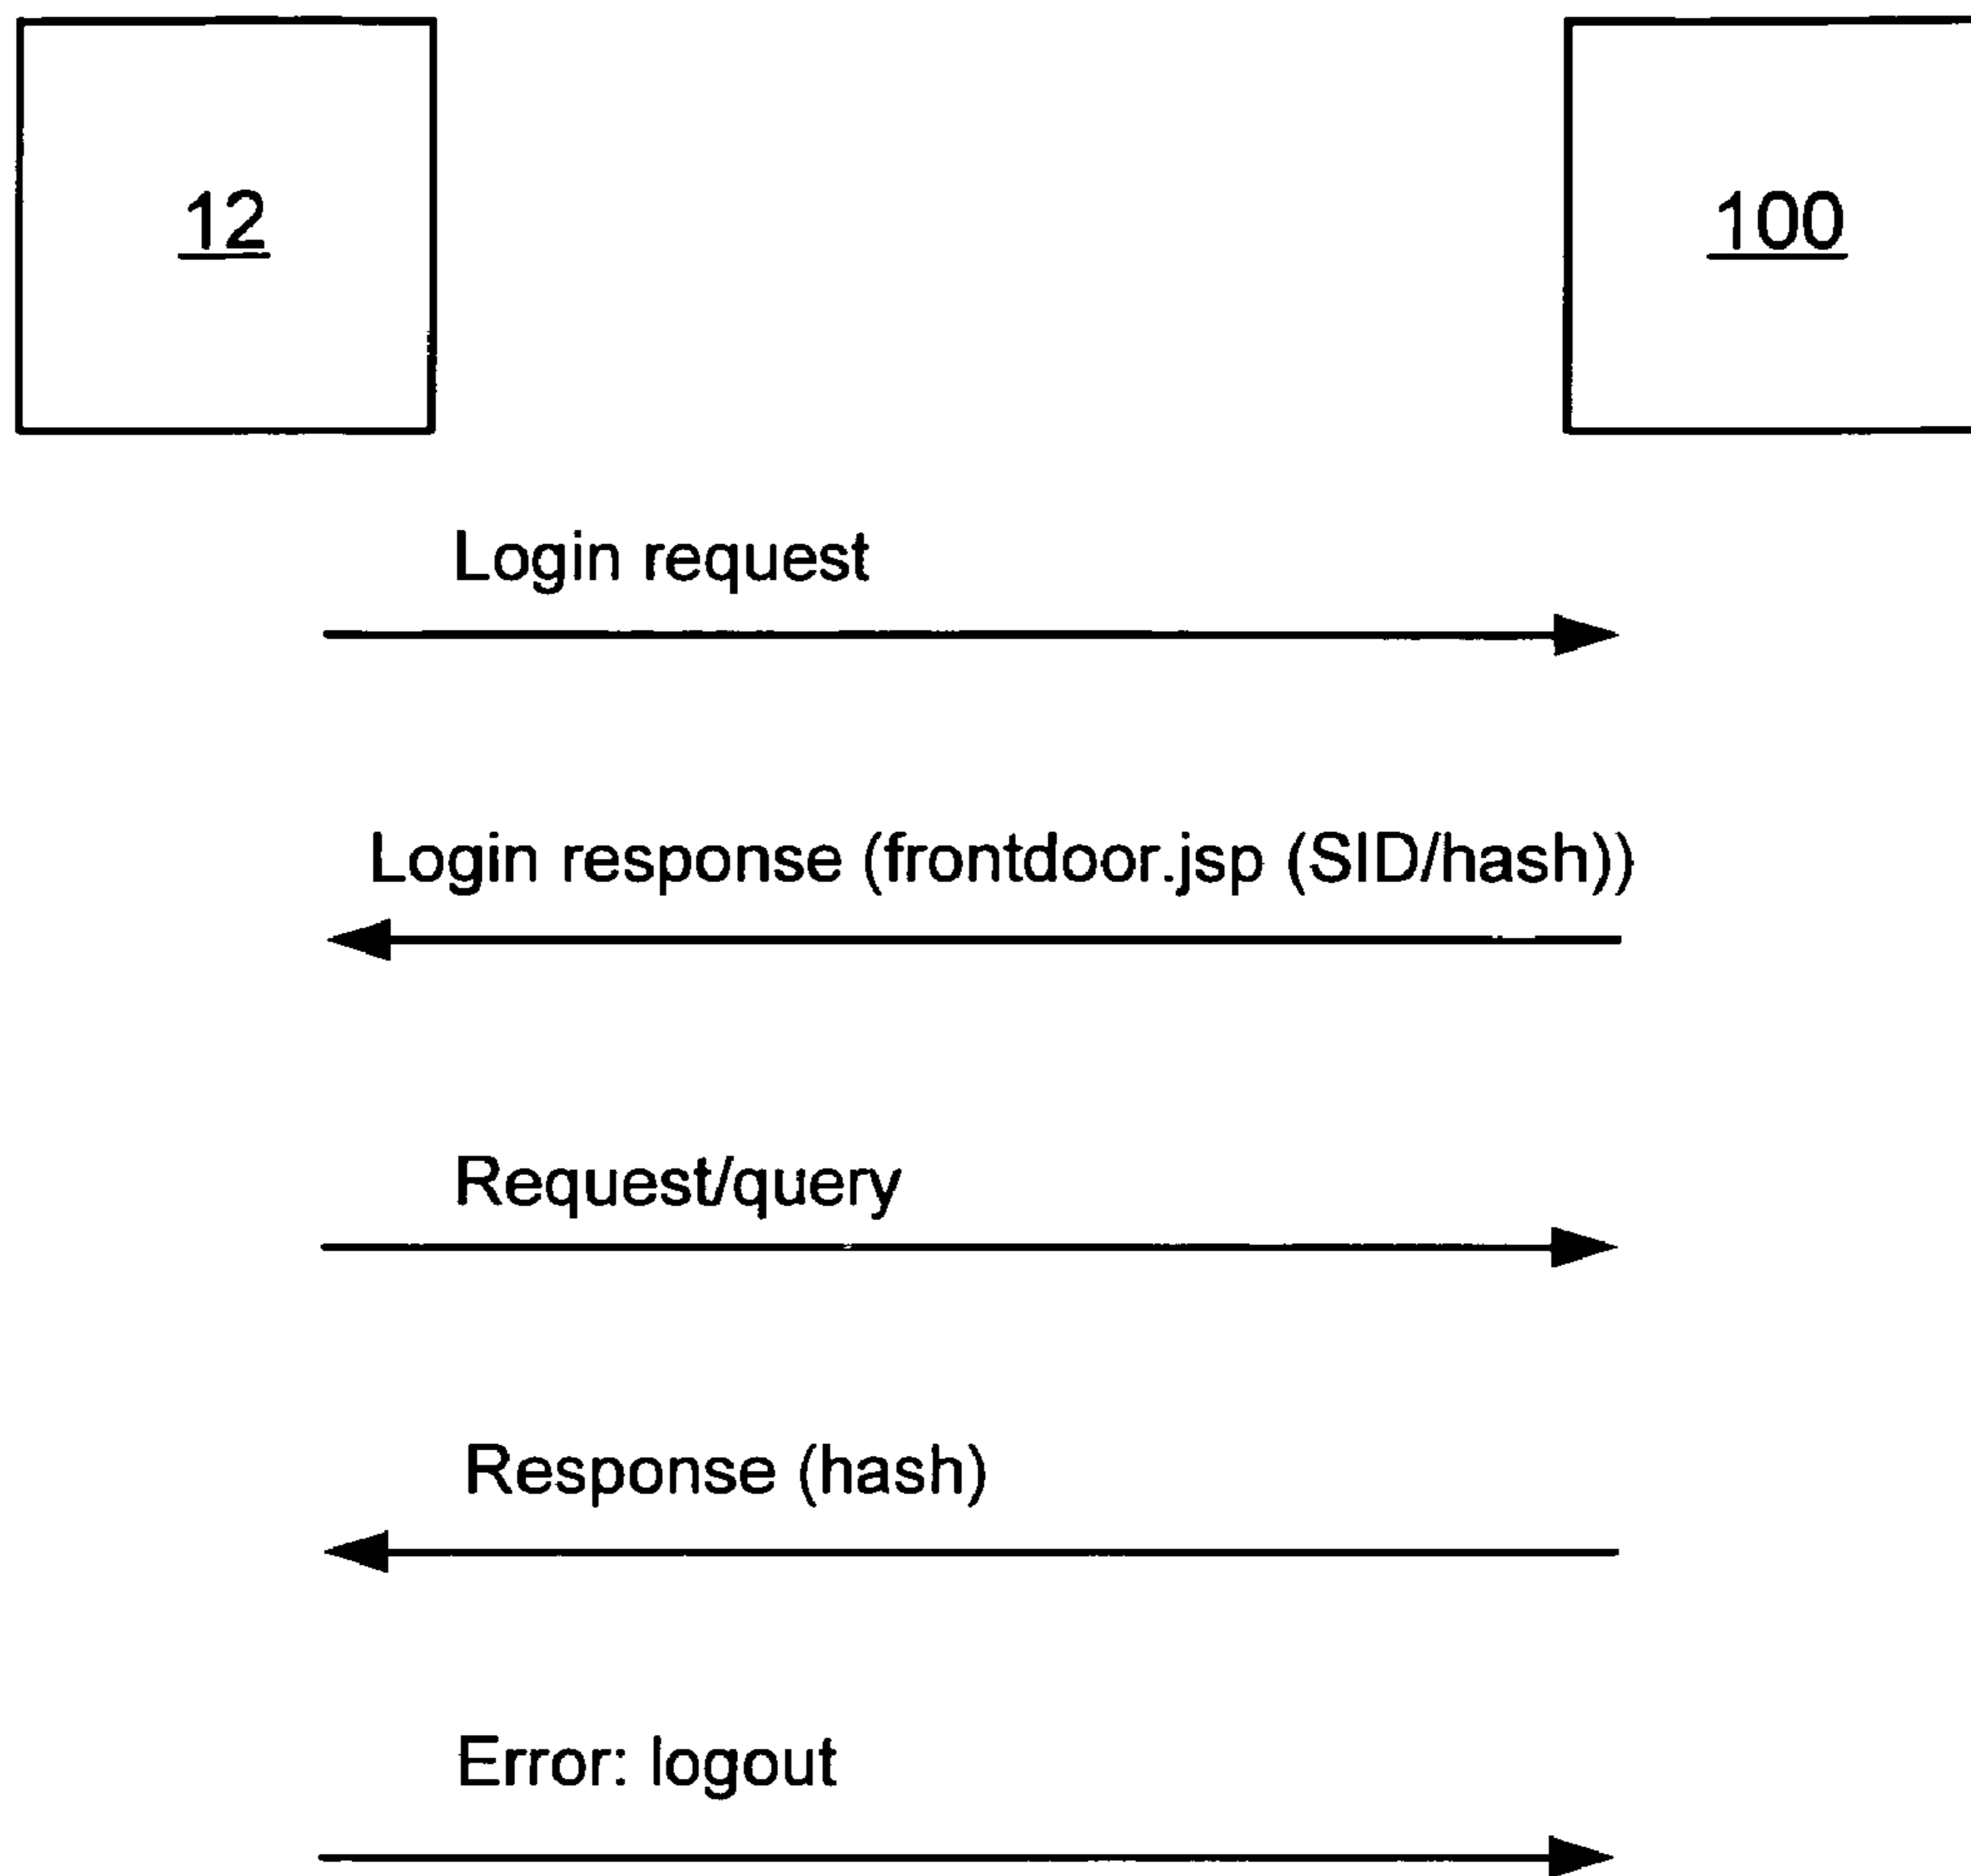 12
100
Login request
Login response (frontdoor.jsp (SID/hash))
Request/query
Response (hash)
Error: logout